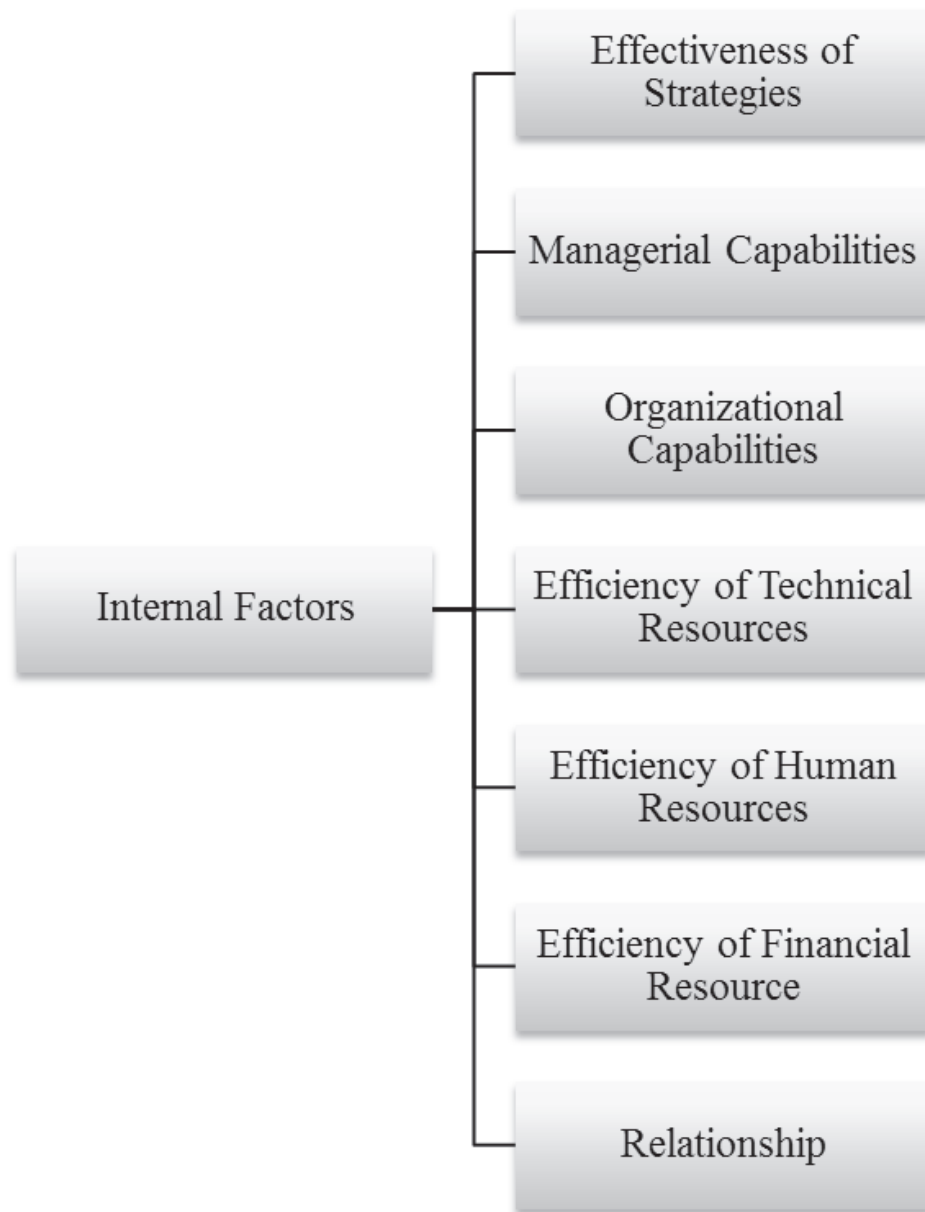 Effectiveness of
Strategies
Managerial Capabilities
Organizational
Capabilities
Internal Factors
Efficiency of Technical
Resources
Efficiency of Human
Resources
Efficiency of Financial
Resource
Relationship